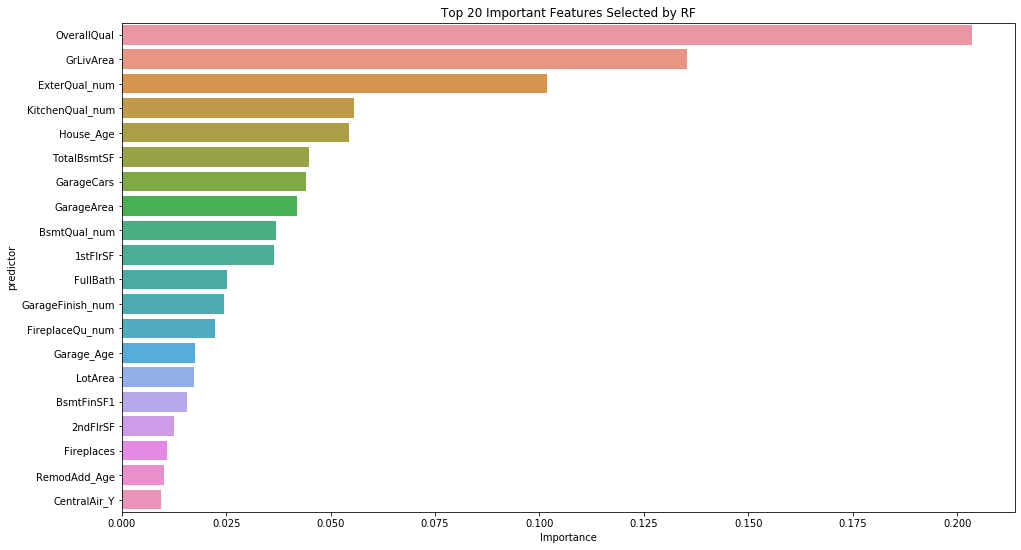 Top 20 Important Features Selected by RF
predictor
OverallQual
GrLivArea
ExterQual_num
KitchenQual_num
House_Age
TotalBsmtSF
GarageCars
GarageArea
BsmtQual_num
1stFlrSF
FullBath
GarageFinish_num
FireplaceQu_num
Garage_Age
LotArea
BsmtFinSF1
2ndFlrSF
Fireplaces
RemodAdd_Age
CentralAir_Y
0.000 0.025 0.050 0.075 0.100 0.125 0.150 0.175 0.200
Importance